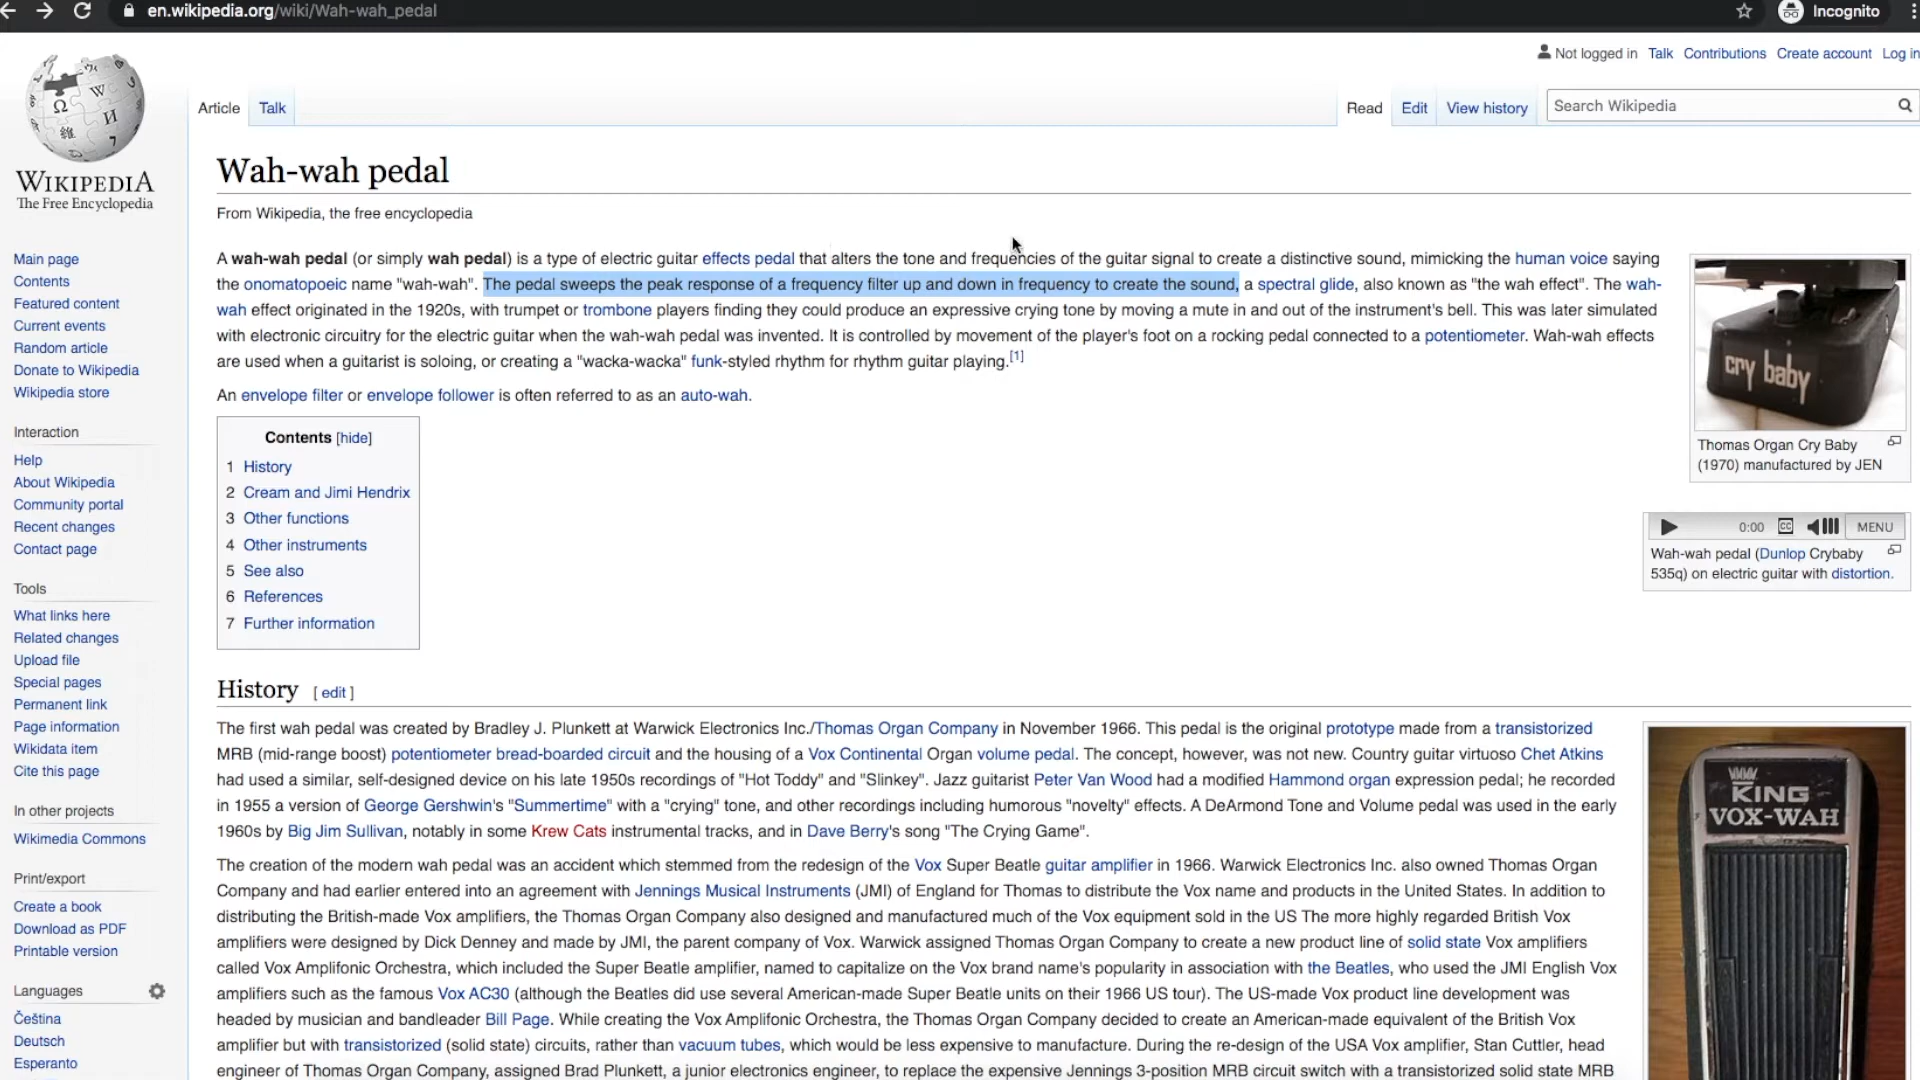 en.wikipedia.org/wiki/Wah-wah_pedal
Incognito
Not logged in Talk Contributions Create account Log in
Article Talk
Read Edit View history
Search Wikipedia
WIKIPEDIA
The Free Encyclopedia
Main page
Contents
Featured content
Current events
Random article
Donate to Wikipedia
Wikipedia store
Interaction
Help
About Wikipedia
Community portal
Recent changes
Contact page
Tools
What links here
Related changes
Upload file
Special pages
Permanent link
Page information
Wikidata item
Cite this page
In other projects
Wikimedia Commons
Print/export
Create a book
Download as PDF
Printable version
Languages
Čeština
Deutsch
Esperanto
Wah-wah pedal
From Wikipedia, the free encyclopedia
A wah-wah pedal (or simply wah pedal) is a type of electric guitar effects pedal that alters the tone and frequencies of the guitar signal to create a distinctive sound, mimicking the human voice saying
the onomatopoeic name "wah-wah". The pedal sweeps the peak response of a frequency filter up and down in frequency to create the sound, a spectral glide, also known as "the wah effect". The wah-
wah effect originated in the 1920s, with trumpet or trombone players finding they could produce an expressive crying tone by moving a mute in and out of the instrument's bell. This was later simulated
with electronic circuitry for the electric guitar when the wah-wah pedal was invented. It is controlled by movement of the player's foot on a rocking pedal connected to a potentiometer. Wah-wah effects
are used when a guitarist is soloing, or creating a "wacka-wacka" funk-styled rhythm for rhythm guitar playing.[1]
An envelope filter or envelope follower is often referred to as an auto-wah.
Contents [hide]
1 History
2 Cream and Jimi Hendrix
3 Other functions
4 Other instruments
5 See also
6 References
7 Further information
cry baby
Thomas Organ Cry Baby
(1970) manufactured by JEN
0:00 CC MENU
Wah-wah pedal (Dunlop Crybaby
535q) on electric guitar with distortion.
History [ edit ]
The first wah pedal was created by Bradley J. Plunkett at Warwick Electronics Inc./Thomas Organ Company in November 1966. This pedal is the original prototype made from a transistorized
MRB (mid-range boost) potentiometer bread-boarded circuit and the housing of a Vox Continental Organ volume pedal. The concept, however, was not new. Country guitar virtuoso Chet Atkins
had used a similar, self-designed device on his late 1950s recordings of "Hot Toddy" and "Slinkey". Jazz guitarist Peter Van Wood had a modified Hammond organ expression pedal; he recorded
in 1955 a version of George Gershwin's "Summertime" with a "crying" tone, and other recordings including humorous "novelty" effects. A DeArmond Tone and Volume pedal was used in the early
1960s by Big Jim Sullivan, notably in some Krew Cats instrumental tracks, and in Dave Berry's song "The Crying Game".
The creation of the modern wah pedal was an accident which stemmed from the redesign of the Vox Super Beatle guitar amplifier in 1966. Warwick Electronics Inc. also owned Thomas Organ
Company and had earlier entered into an agreement with Jennings Musical Instruments (JMI) of England for Thomas to distribute the Vox name and products in the United States. In addition to
distributing the British-made Vox amplifiers, the Thomas Organ Company also designed and manufactured much of the Vox equipment sold in the US The more highly regarded British Vox
amplifiers were designed by Dick Denney and made by JMI, the parent company of Vox. Warwick assigned Thomas Organ Company to create a new product line of solid state Vox amplifiers
called Vox Amplifonic Orchestra, which included the Super Beatle amplifier, named to capitalize on the Vox brand name's popularity in association with the Beatles, who used the JMI English Vox
amplifiers such as the famous Vox AC30 (although the Beatles did use several American-made Super Beatle units on their 1966 US tour). The US-made Vox product line development was
headed by musician and bandleader Bill Page. While creating the Vox Amplifonic Orchestra, the Thomas Organ Company decided to create an American-made equivalent of the British Vox
amplifier but with transistorized (solid state) circuits, rather than vacuum tubes, which would be less expensive to manufacture. During the re-design of the USA Vox amplifier, Stan Cuttler, head
engineer of Thomas Organ Company, assigned Brad Plunkett, a junior electronics engineer, to replace the expensive Jennings 3-position MRB circuit switch with a transistorized solid state MRB
KING
VOX-WAH